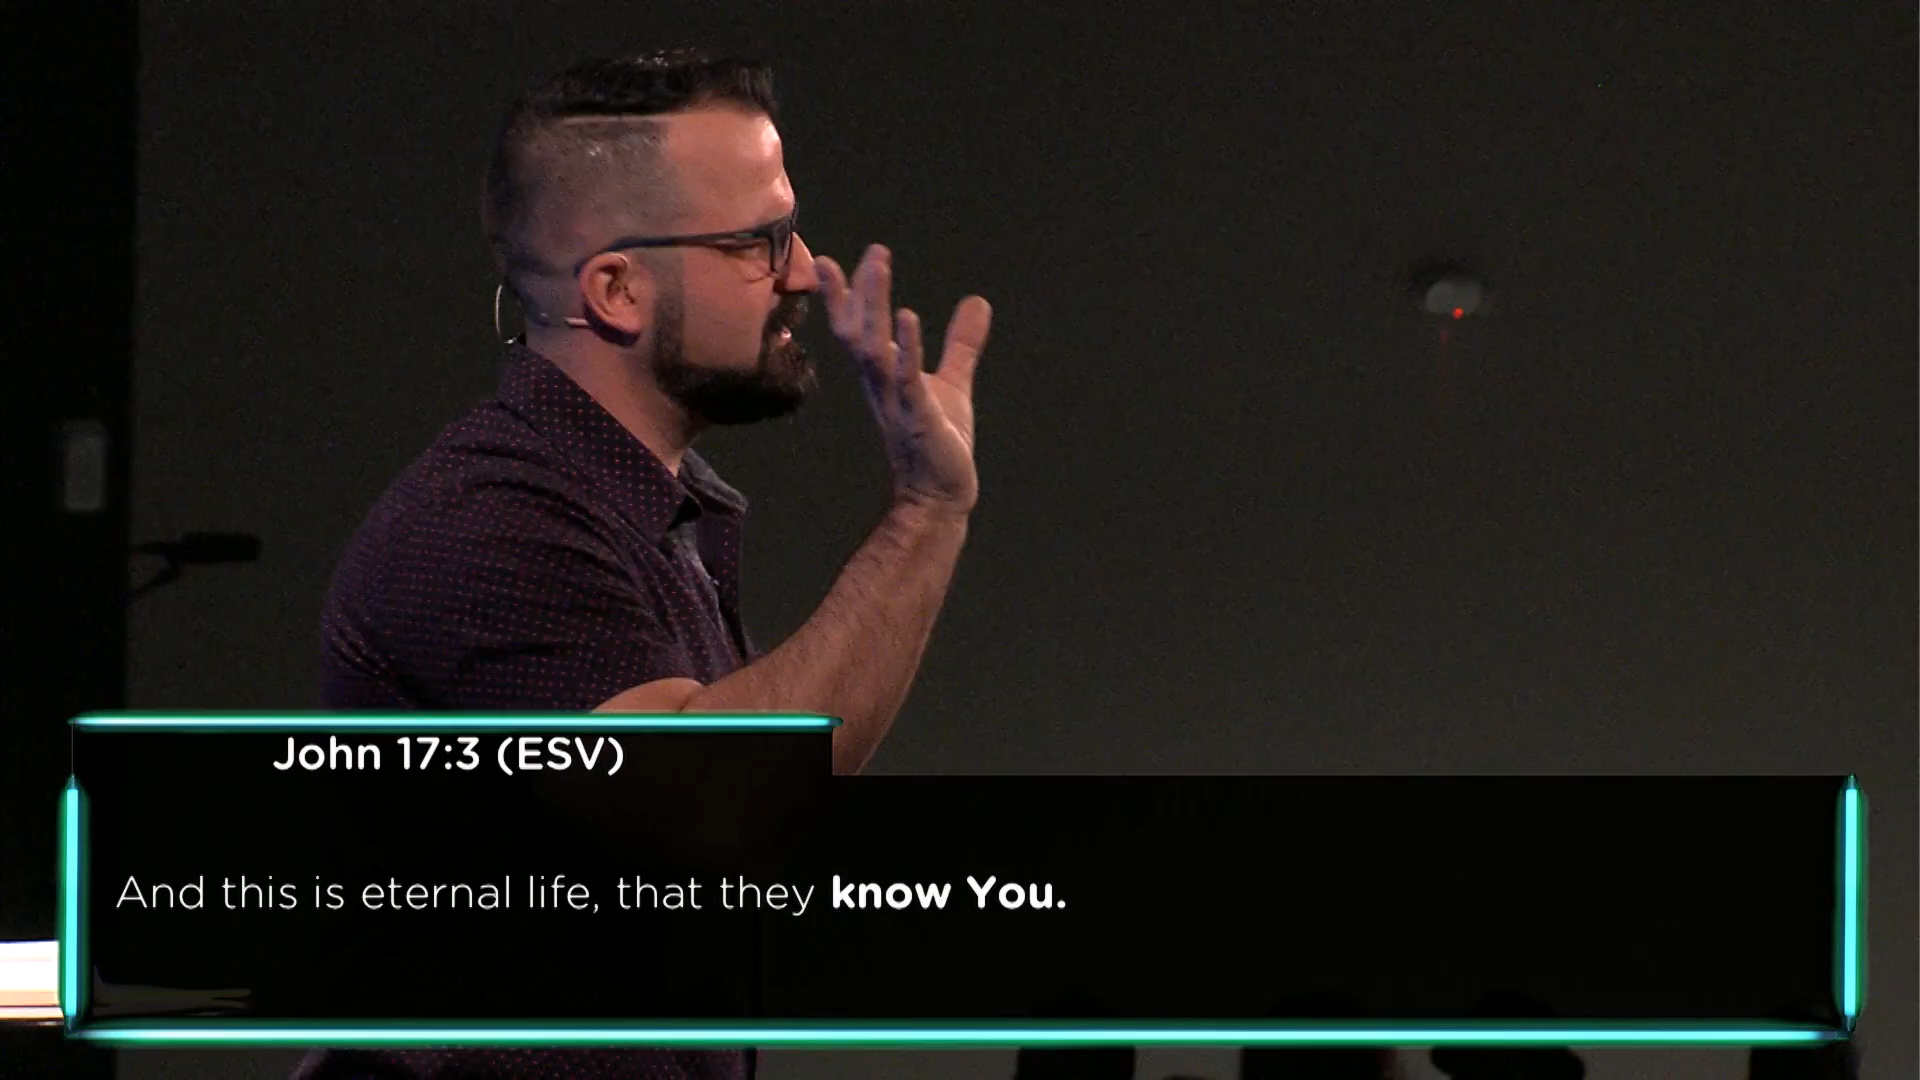 John 17:3 (ESV)
And this is eternal life, that they know You.